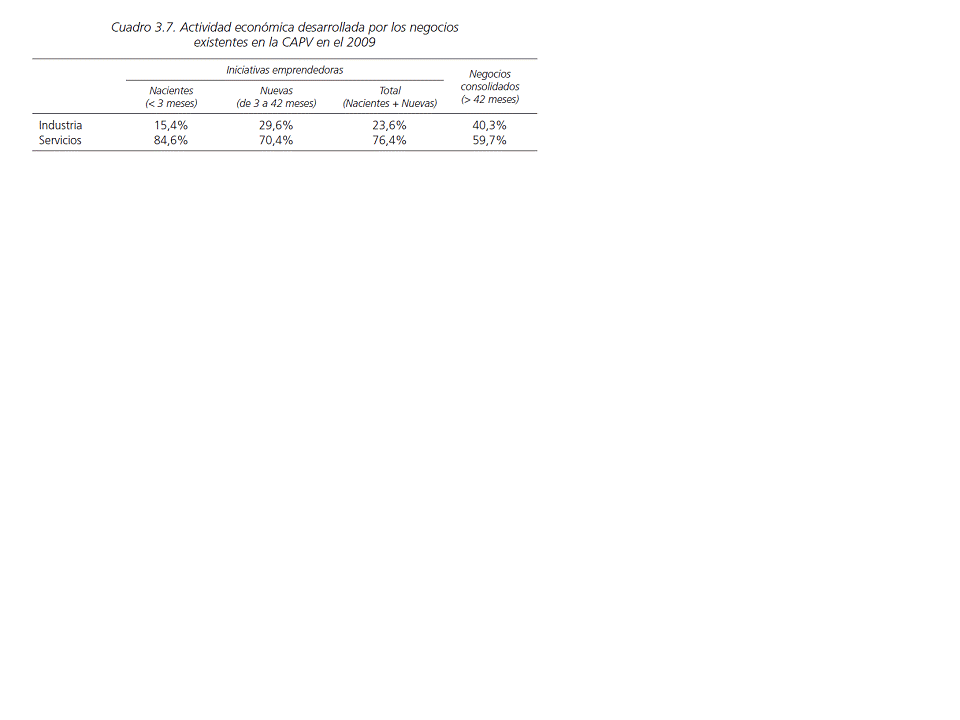 Cuadro 3.7. Actividad económica desarrollada por los negocios
existentes en la CAPV en el 2009
Iniciativas emprendedoras
Negocios
consolidados
(> 42 meses)
Nacientes
(< 3 meses)
Nuevas
(de 3 a 42 meses)
Total
(Nacientes + Nuevas)
Industria 15,4% 29,6% 23,6% 40,3%
Servicios 84,6% 70,4% 76,4% 59,7%